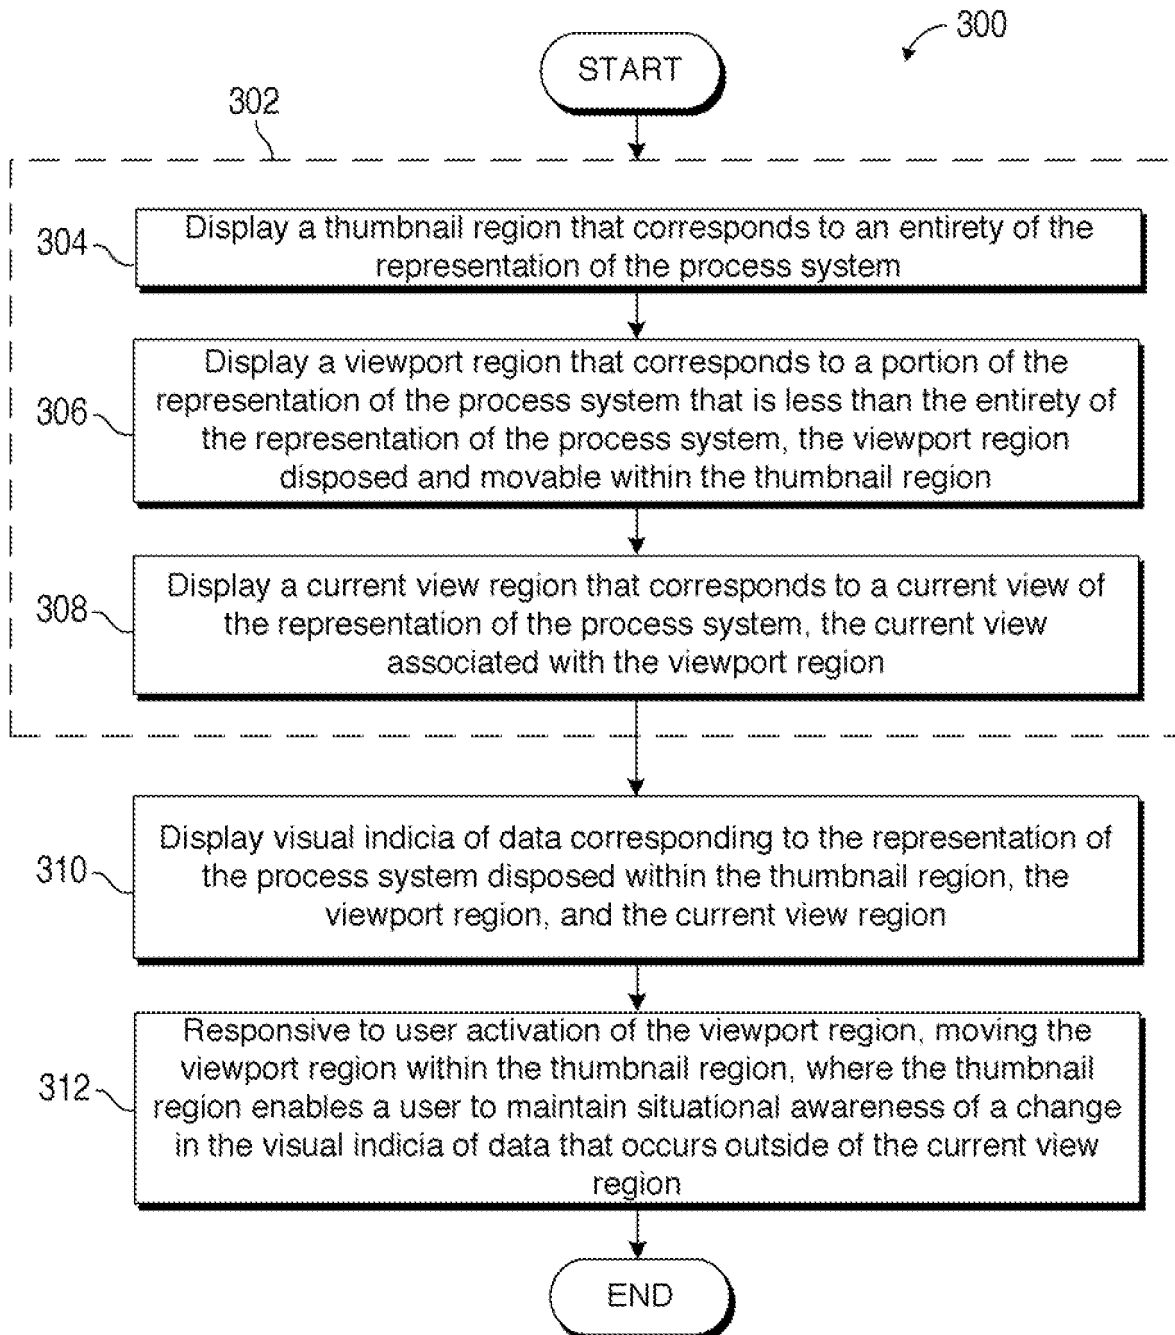 300
START
302
304
Display a thumbnail region that corresponds to an entirety of the
representation of the process system
306
Display a viewport region that corresponds to a portion of the
representation of the process system that is less than the entirety of
the representation of the process system, the viewport region
disposed and movable within the thumbnail region
308
Display a current view region that corresponds to a current view of
the representation of the process system, the current view
associated with the viewport region
310
Display visual indicia of data corresponding to the representation of
the process system disposed within the thumbnail region, the
viewport region, and the current view region
312
Responsive to user activation of the viewport region, moving the
viewport region within the thumbnail region, where the thumbnail
region enables a user to maintain situational awareness of a change
in the visual indicia of data that occurs outside of the current view
region
END